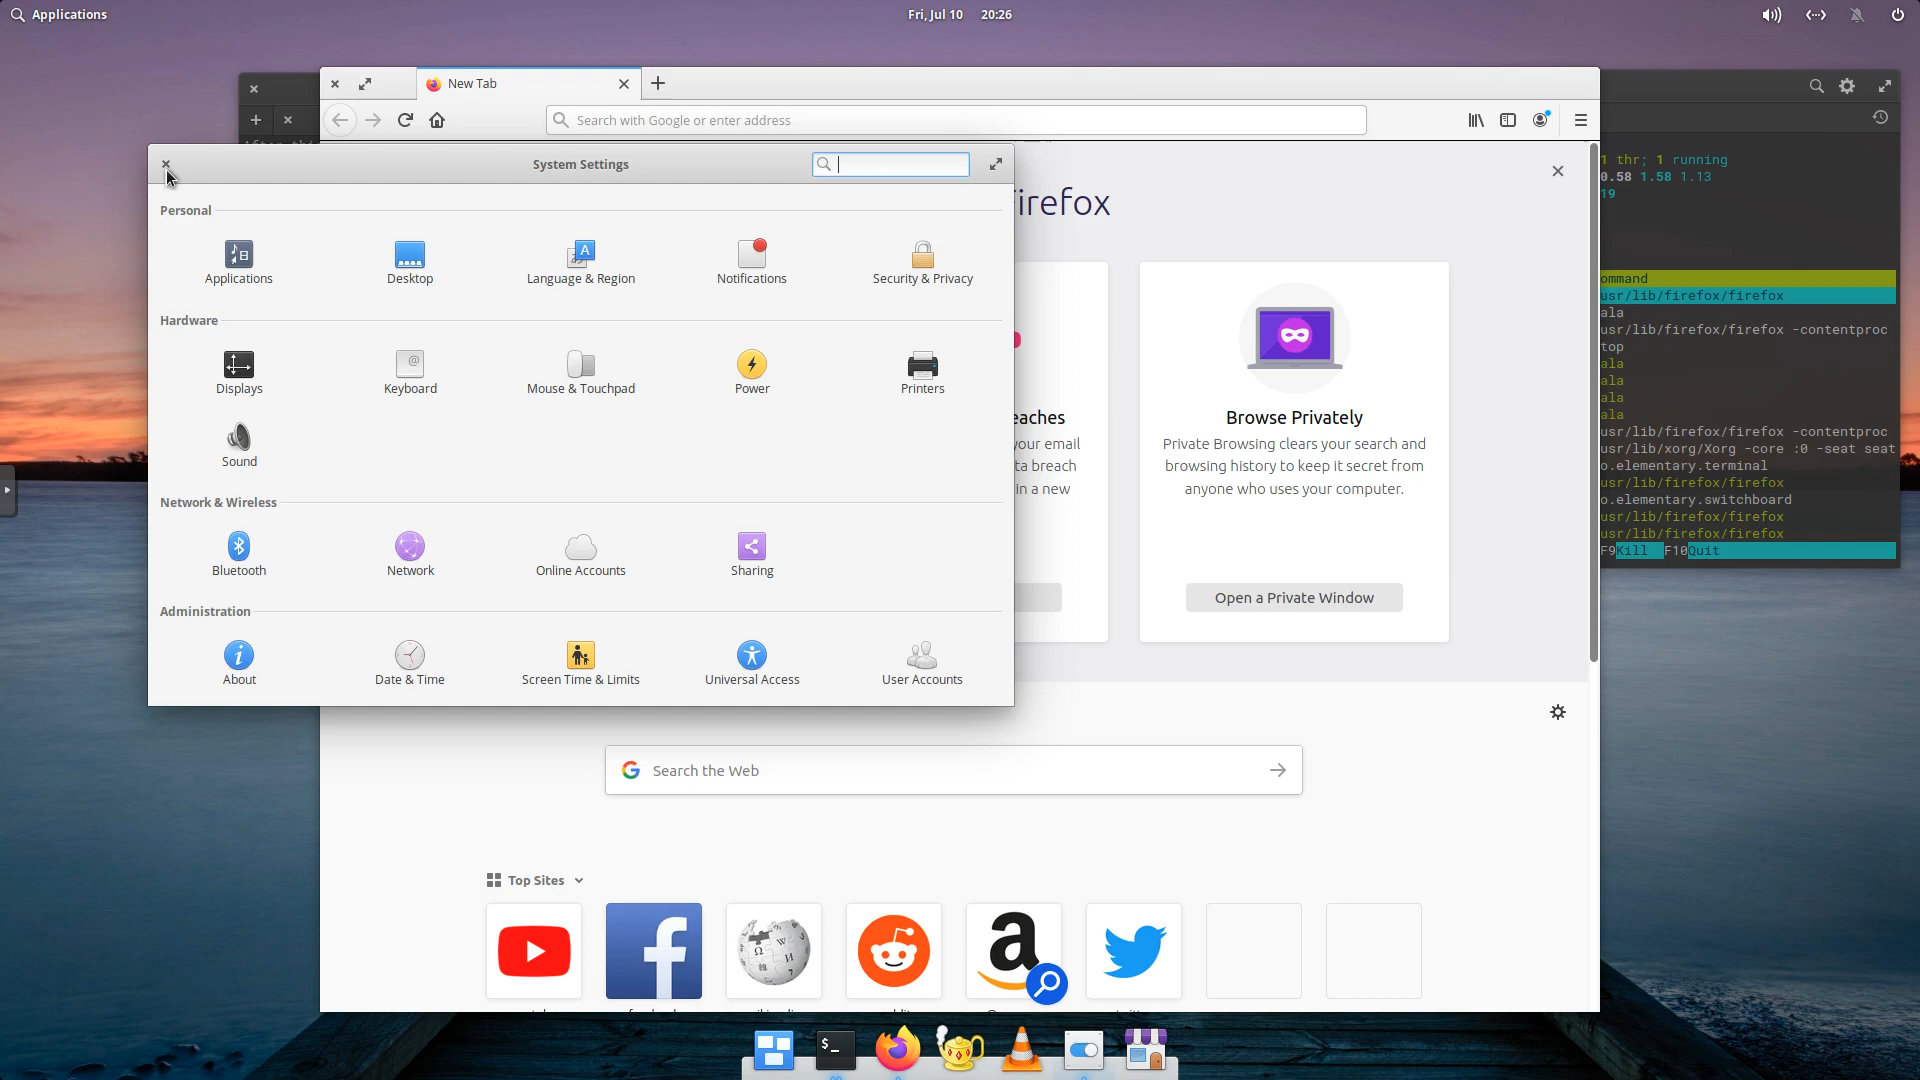 Applications
Fri, Jul 10 20:26
New Tab
Search with Google or enter address
System Settings
Personal
Applications
Desktop
Language & Region
Notifications
Security & Privacy
Hardware
Displays
Keyboard
Mouse & Touchpad
Power
Printers
Sound
Network & Wireless
Bluetooth
Network
Online Accounts
Sharing
Administration
About
Date & Time
Screen Time & Limits
Universal Access
User Accounts
irefox
eaches
your email
ta breach
in a new
Browse Privately
Private Browsing clears your search and
browsing history to keep it secret from
anyone who uses your computer.
Open a Private Window
Search the Web
Top Sites
1 thr; 1 running
0.58 1.58 1.13
19
ommand
usr/lib/firefox/firefox
ala
usr/lib/firefox/firefox -contentproc
top
ala
ala
ala
ala
usr/lib/firefox/firefox -contentproc
usr/lib/xorg/Xorg -core :0 -seat seat
o.elementary.terminal
usr/lib/firefox/firefox
o.elementary.switchboard
usr/lib/firefox/firefox
usr/lib/firefox/firefox
F9Kill F10Quit